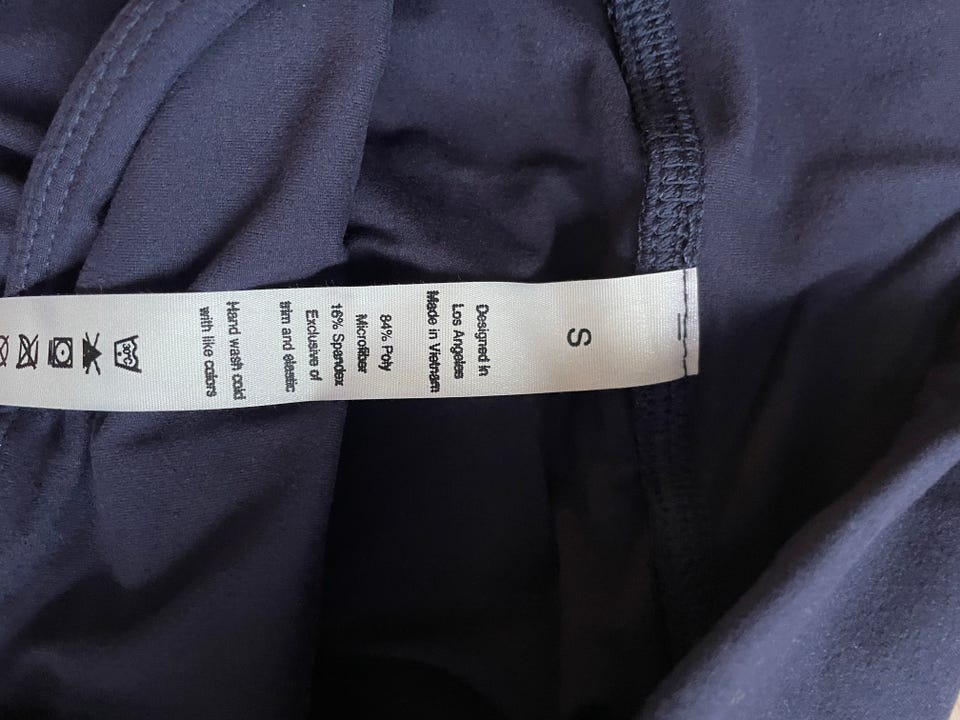 S
Designed in
Los Angeles
Made in Vietnam
84% Poly
Microfiber
16% Spandex
Exclusive of
trim and elastic
Hand wash cold
with like colors
30°C